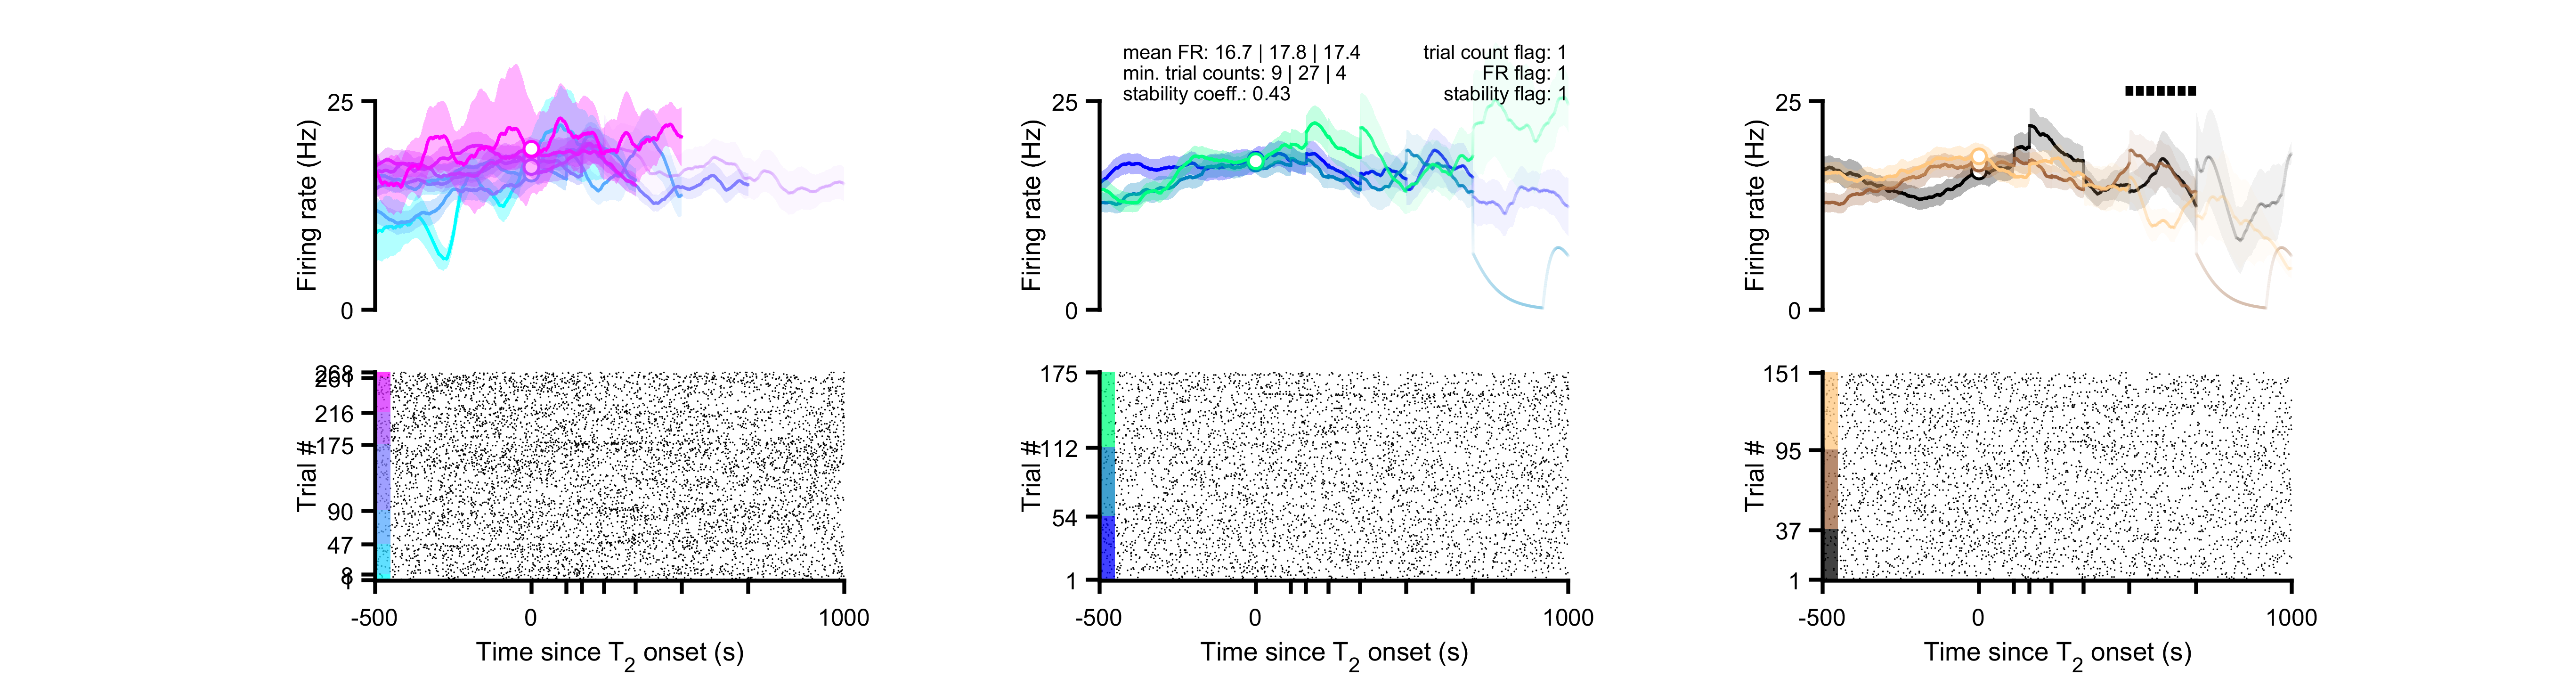 mean FR: 16.7 | 17.8 | 17.4
trial count flag: 1
min. trial counts: 9 | 27 | 4
FR flag: 1
stability coeff.: 0.43
stability flag: 1
25
Firing rate (Hz)
0
25
Firing rate (Hz)
0
25
Firing rate (Hz)
0
268
261
216
175
90
47
8
1
Trial #
-500
0
1000
Time since T2 onset (s)
175
112
54
1
Trial #
-500
0
1000
Time since T2 onset (s)
151
95
37
1
Trial #
-500
0
1000
Time since T2 onset (s)